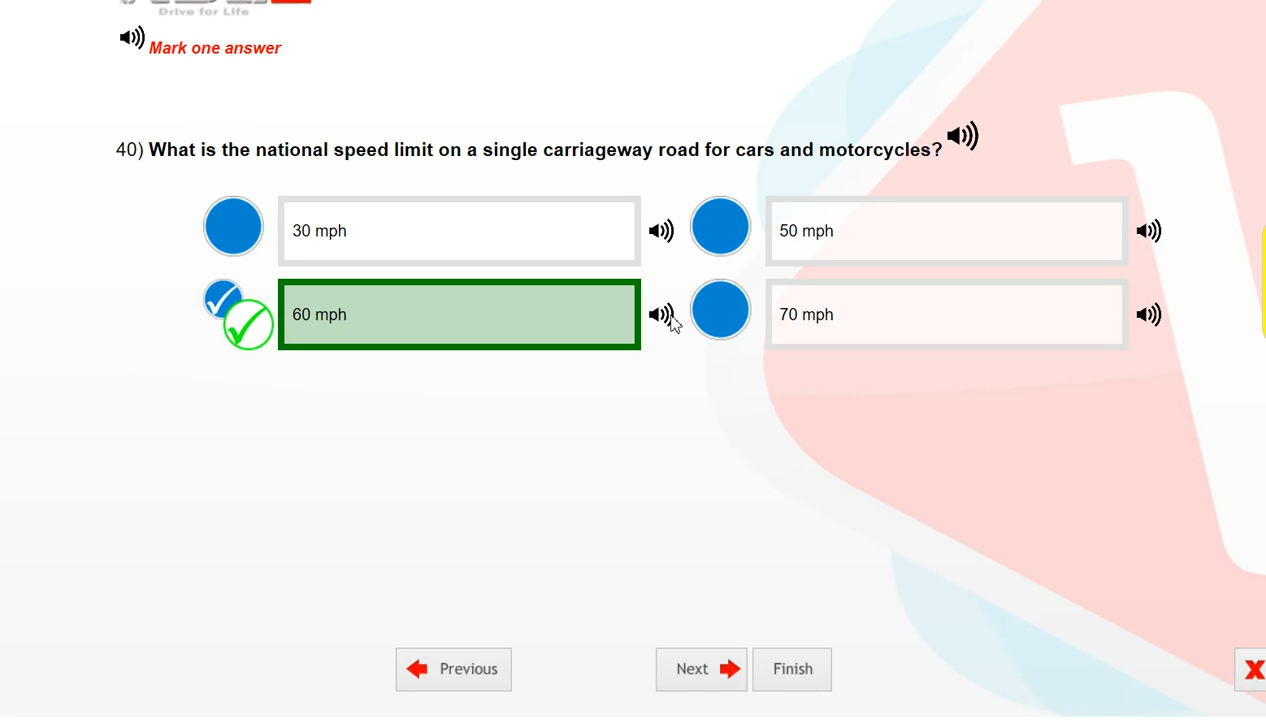 Drive for Life
Mark one answer
40) What is the national speed limit on a single carriageway road for cars and motorcycles?
30 mph
50 mph
60 mph
70 mph
Previous
Next
Finish
X